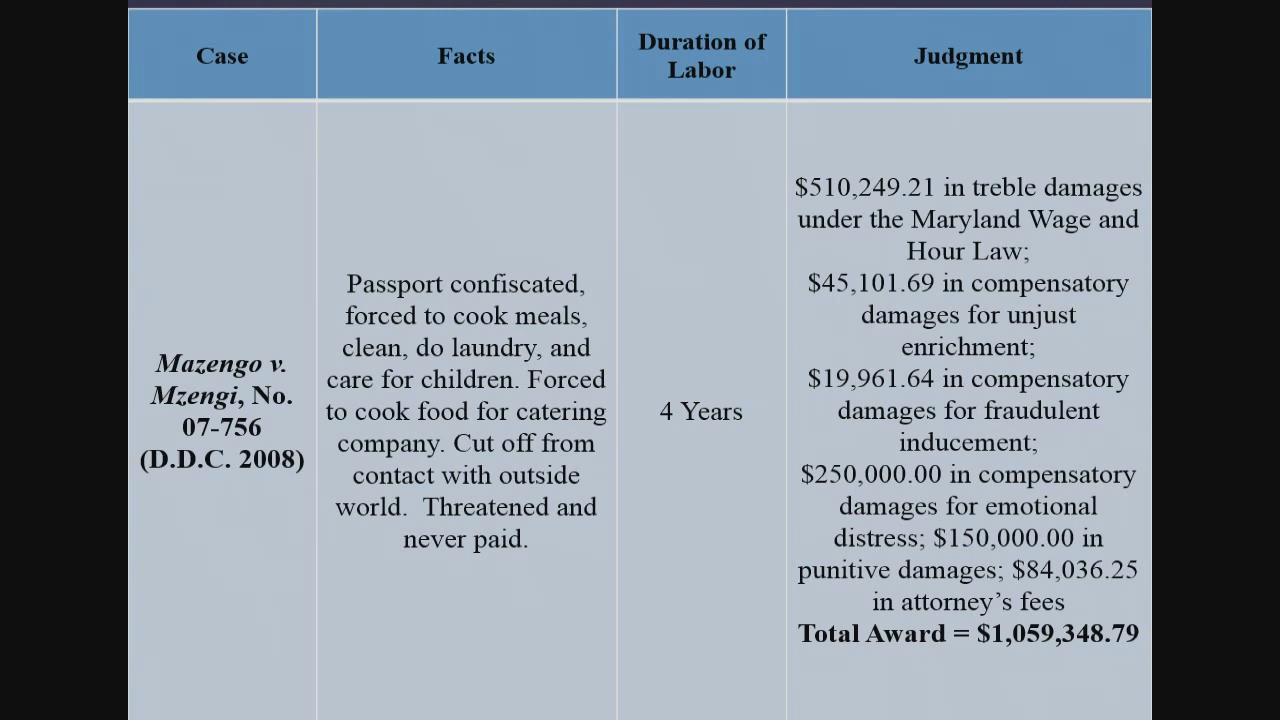 Case
Facts
Duration of
Labor
Judgment
Mazengo v.
Mzengi, No.
07-756
(D.D.C. 2008)
Passport confiscated,
forced to cook meals,
clean, do laundry, and
care for children. Forced
to cook food for catering
company. Cut off from
contact with outside
world.  Threatened and
never paid.
4 Years
$510,249.21 in treble damages
under the Maryland Wage and
Hour Law;
$45,101.69 in compensatory
damages for unjust
enrichment;
$19,961.64 in compensatory
damages for fraudulent
inducement;
$250,000.00 in compensatory
damages for emotional
distress; $150,000.00 in
punitive damages; $84,036.25
in attorney’s fees
Total Award = $1,059,348.79